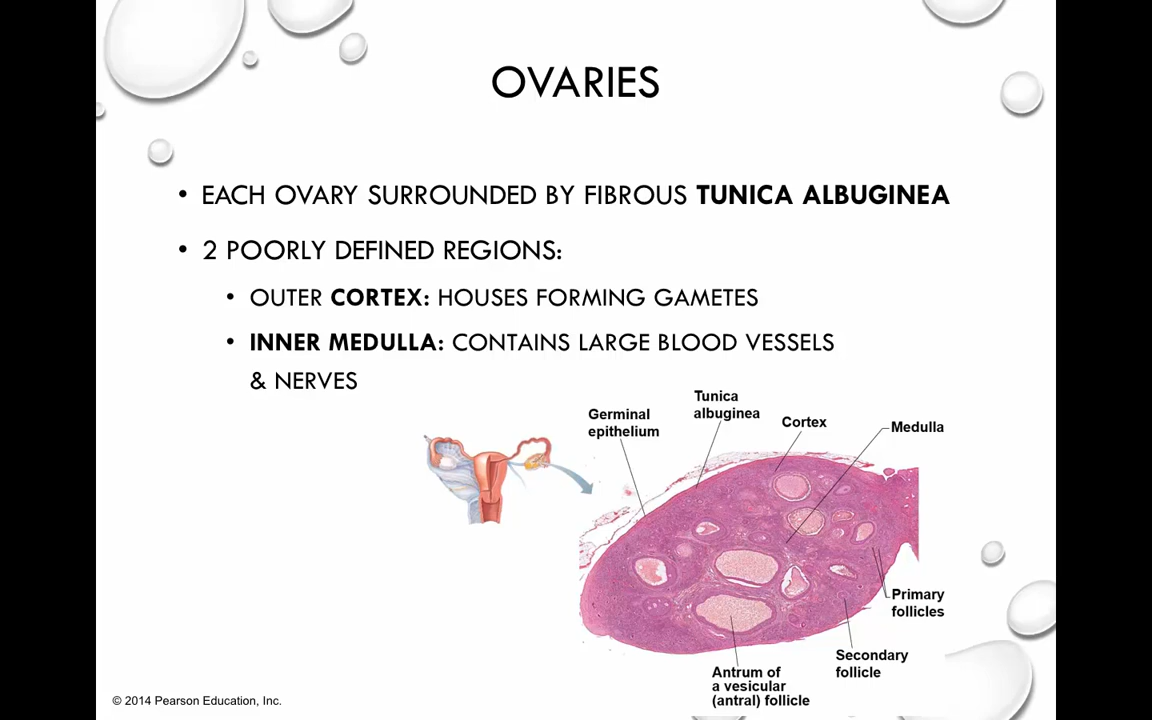 OVARIES
• EACH OVARY SURROUNDED BY FIBROUS TUNICA ALBUGINEA
• 2 POORLY DEFINED REGIONS:
• OUTER CORTEX: HOUSES FORMING GAMETES
• INNER MEDULLA: CONTAINS LARGE BLOOD VESSELS
& NERVES
Germinal
epithelium
Tunica
albuginea
Cortex
Medulla
Primary
follicles
Secondary
follicle
Antrum of
a vesicular
(antral) follicle
© 2014 Pearson Education, Inc.